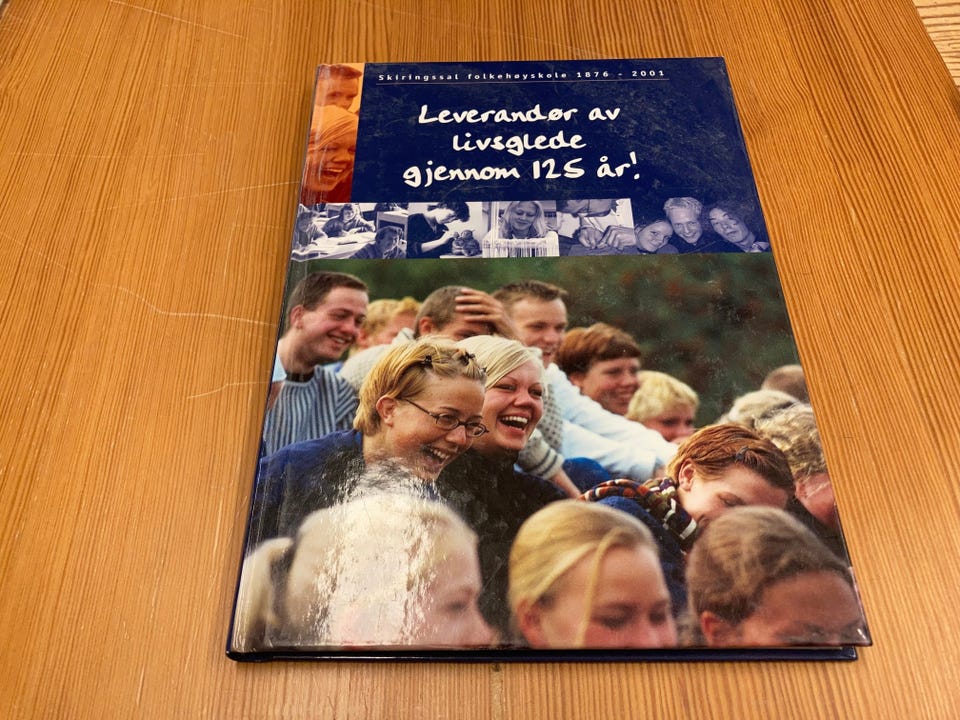 Skiringssal folkehøyskole 1876 - 2001
Leverandør av
livsglede
gjennom 125 år!